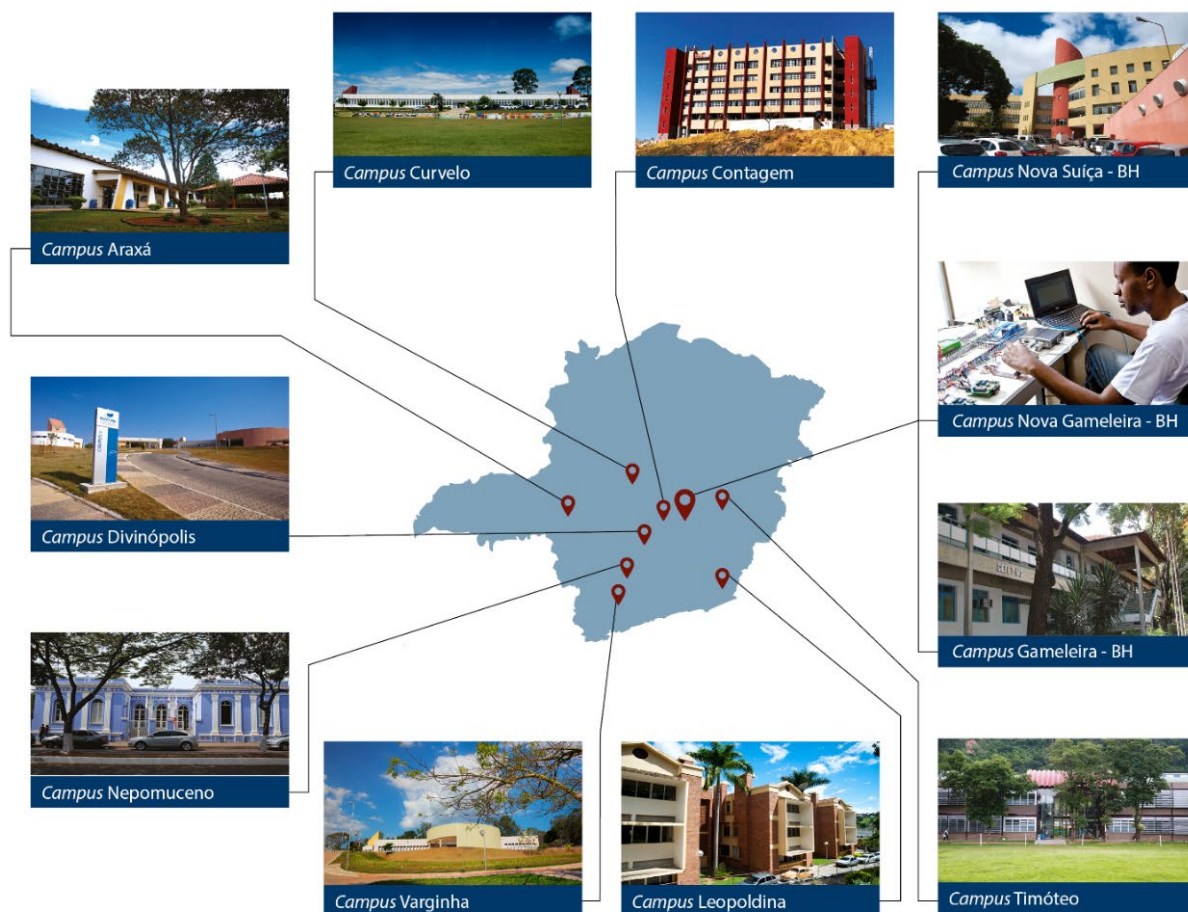 Campus Curvelo
Campus Contagem
Campus Nova Suíça - BH
Campus Araxá
Campus Nova Gameleira - BH
Campus Divinópolis
Campus Gameleira - BH
Campus Nepomuceno
Campus Varginha
Campus Leopoldina
Campus Timóteo